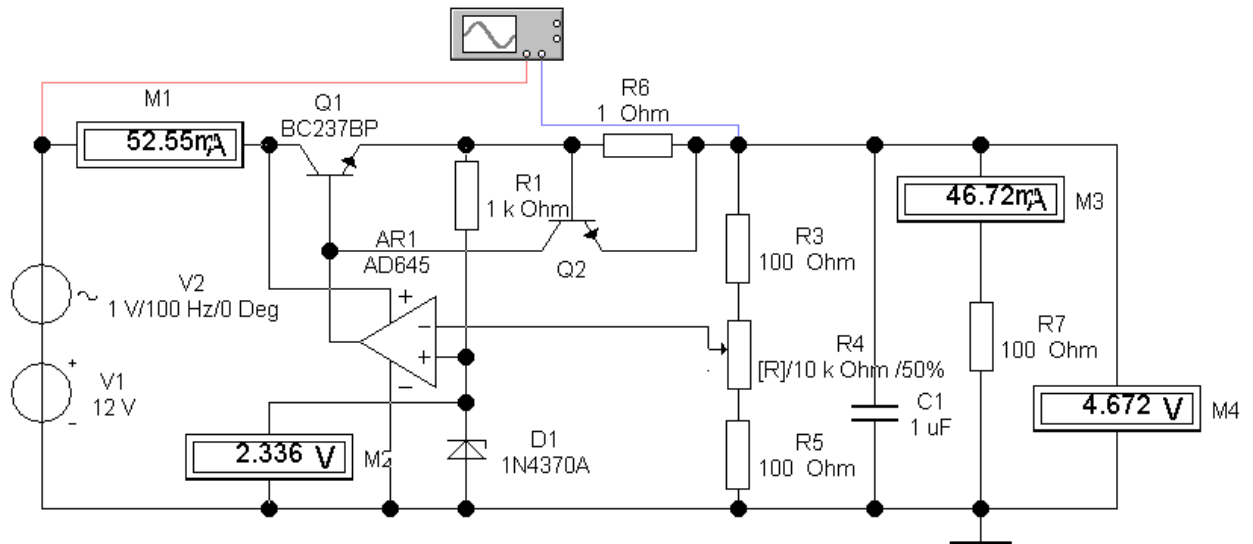 M1
52.55mA
Q1
BC237BP
R6
1 Ohm
R1
1 k Ohm
46.72mA
M3
AR1
AD645
Q2
R3
100 Ohm
V2
1 V/100 Hz/0 Deg
+
−
+
−
R4
[R]/10 k Ohm /50%
R7
100 Ohm
V1
12 V
+
-
C1
1 uF
4.672 V
M4
2.336 V
M2
D1
1N4370A
R5
100 Ohm